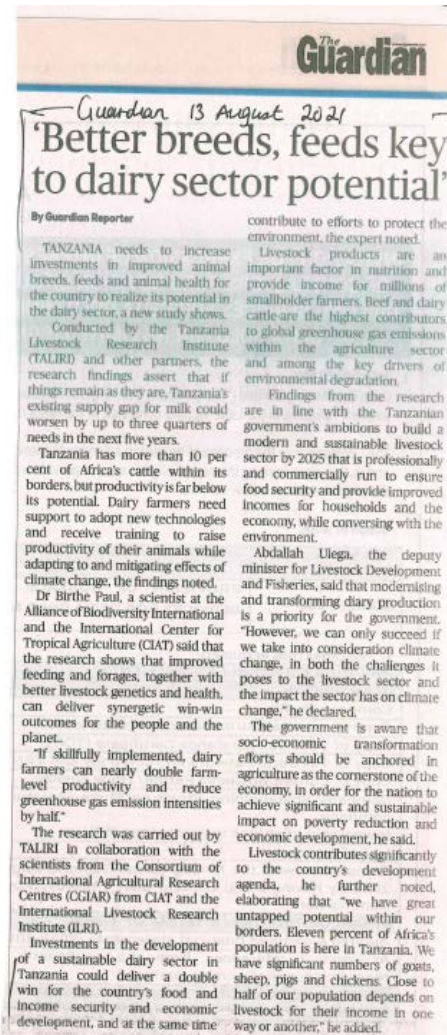 The
Guardian
Guardian 13 August 2021
'Better breeds, feeds key
to dairy sector potential'
By Guardian Reporter
TANZANIA needs to increase
investments in improved animal
breeds, feeds and animal health for
the country to realize its potential in
the dairy sector, a new study shows.
Conducted by the Tanzania
Livestock Research Institute
(TALIRI) and other partners, the
research findings assert that if
things remain as they are, Tanzania's
existing supply gap for milk could
worsen by up to three quarters of
needs in the next five years.
Tanzania has more than 10 per
cent of Africa's cattle within its
borders, but productivity is far below
its potential. Dairy farmers need
support to adopt new technologies
and receive training to raise
productivity of their animals while
adapting to and mitigating effects of
climate change, the findings noted.
Dr Birthe Paul, a scientist at the
Alliance of Biodiversity International
and the International Center for
Tropical Agriculture (CIAT) said that
the research shows that improved
feeding and forages, together with
better livestock genetics and health,
can deliver synergetic win-win
outcomes for the people and the
planet..
"If skillfully implemented, dairy
farmers can nearly double farm-
level productivity and reduce
greenhouse gas emission intensities
by half."
The research was carried out by
TALIRI in collaboration with the
scientists from the Consortium of
International Agricultural Research
Centres (CGIAR) from CIAT and the
International Livestock Research
Institute (ILRI).
Investments in the development
of a sustainable dairy sector in
Tanzania could deliver a double
win for the country's food and
income security and economic
development, and at the same time
contribute to efforts to protect the
environment, the expert noted.
Livestock products are an
important factor in nutrition and
provide income for millions of
smallholder farmers. Beef and dairy
cattle are the highest contributors
to global greenhouse gas emissions
within the agriculture sector
and among the key drivers of
environmental degradation.
Findings from the research
are in line with the Tanzanian
government's ambitions to build a
modern and sustainable livestock
sector by 2025 that is professionally
and commercially run to ensure
food security and provide improved
incomes for households and the
economy, while conversing with the
environment.
Abdallah Ulega, the deputy
minister for Livestock Development
and Fisheries, said that modernising
and transforming diary production
is a priority for the government.
"However, we can only succeed if
we take into consideration climate
change, in both the challenges it
poses to the livestock sector and
the impact the sector has on climate
change," he declared.
The government is aware that
socio-economic transformation
efforts should be anchored in
agriculture as the cornerstone of the
economy, in order for the nation to
achieve significant and sustainable
impact on poverty reduction and
economic development, he said.
Livestock contributes significantly
to the country's development
agenda, he further noted,
elaborating that "we have great
untapped potential within our
borders. Eleven percent of Africa's
population is here in Tanzania. We
have significant numbers of goats,
sheep, pigs and chickens. Close to
half of our population depends on
livestock for their income in one
way or another," he added.